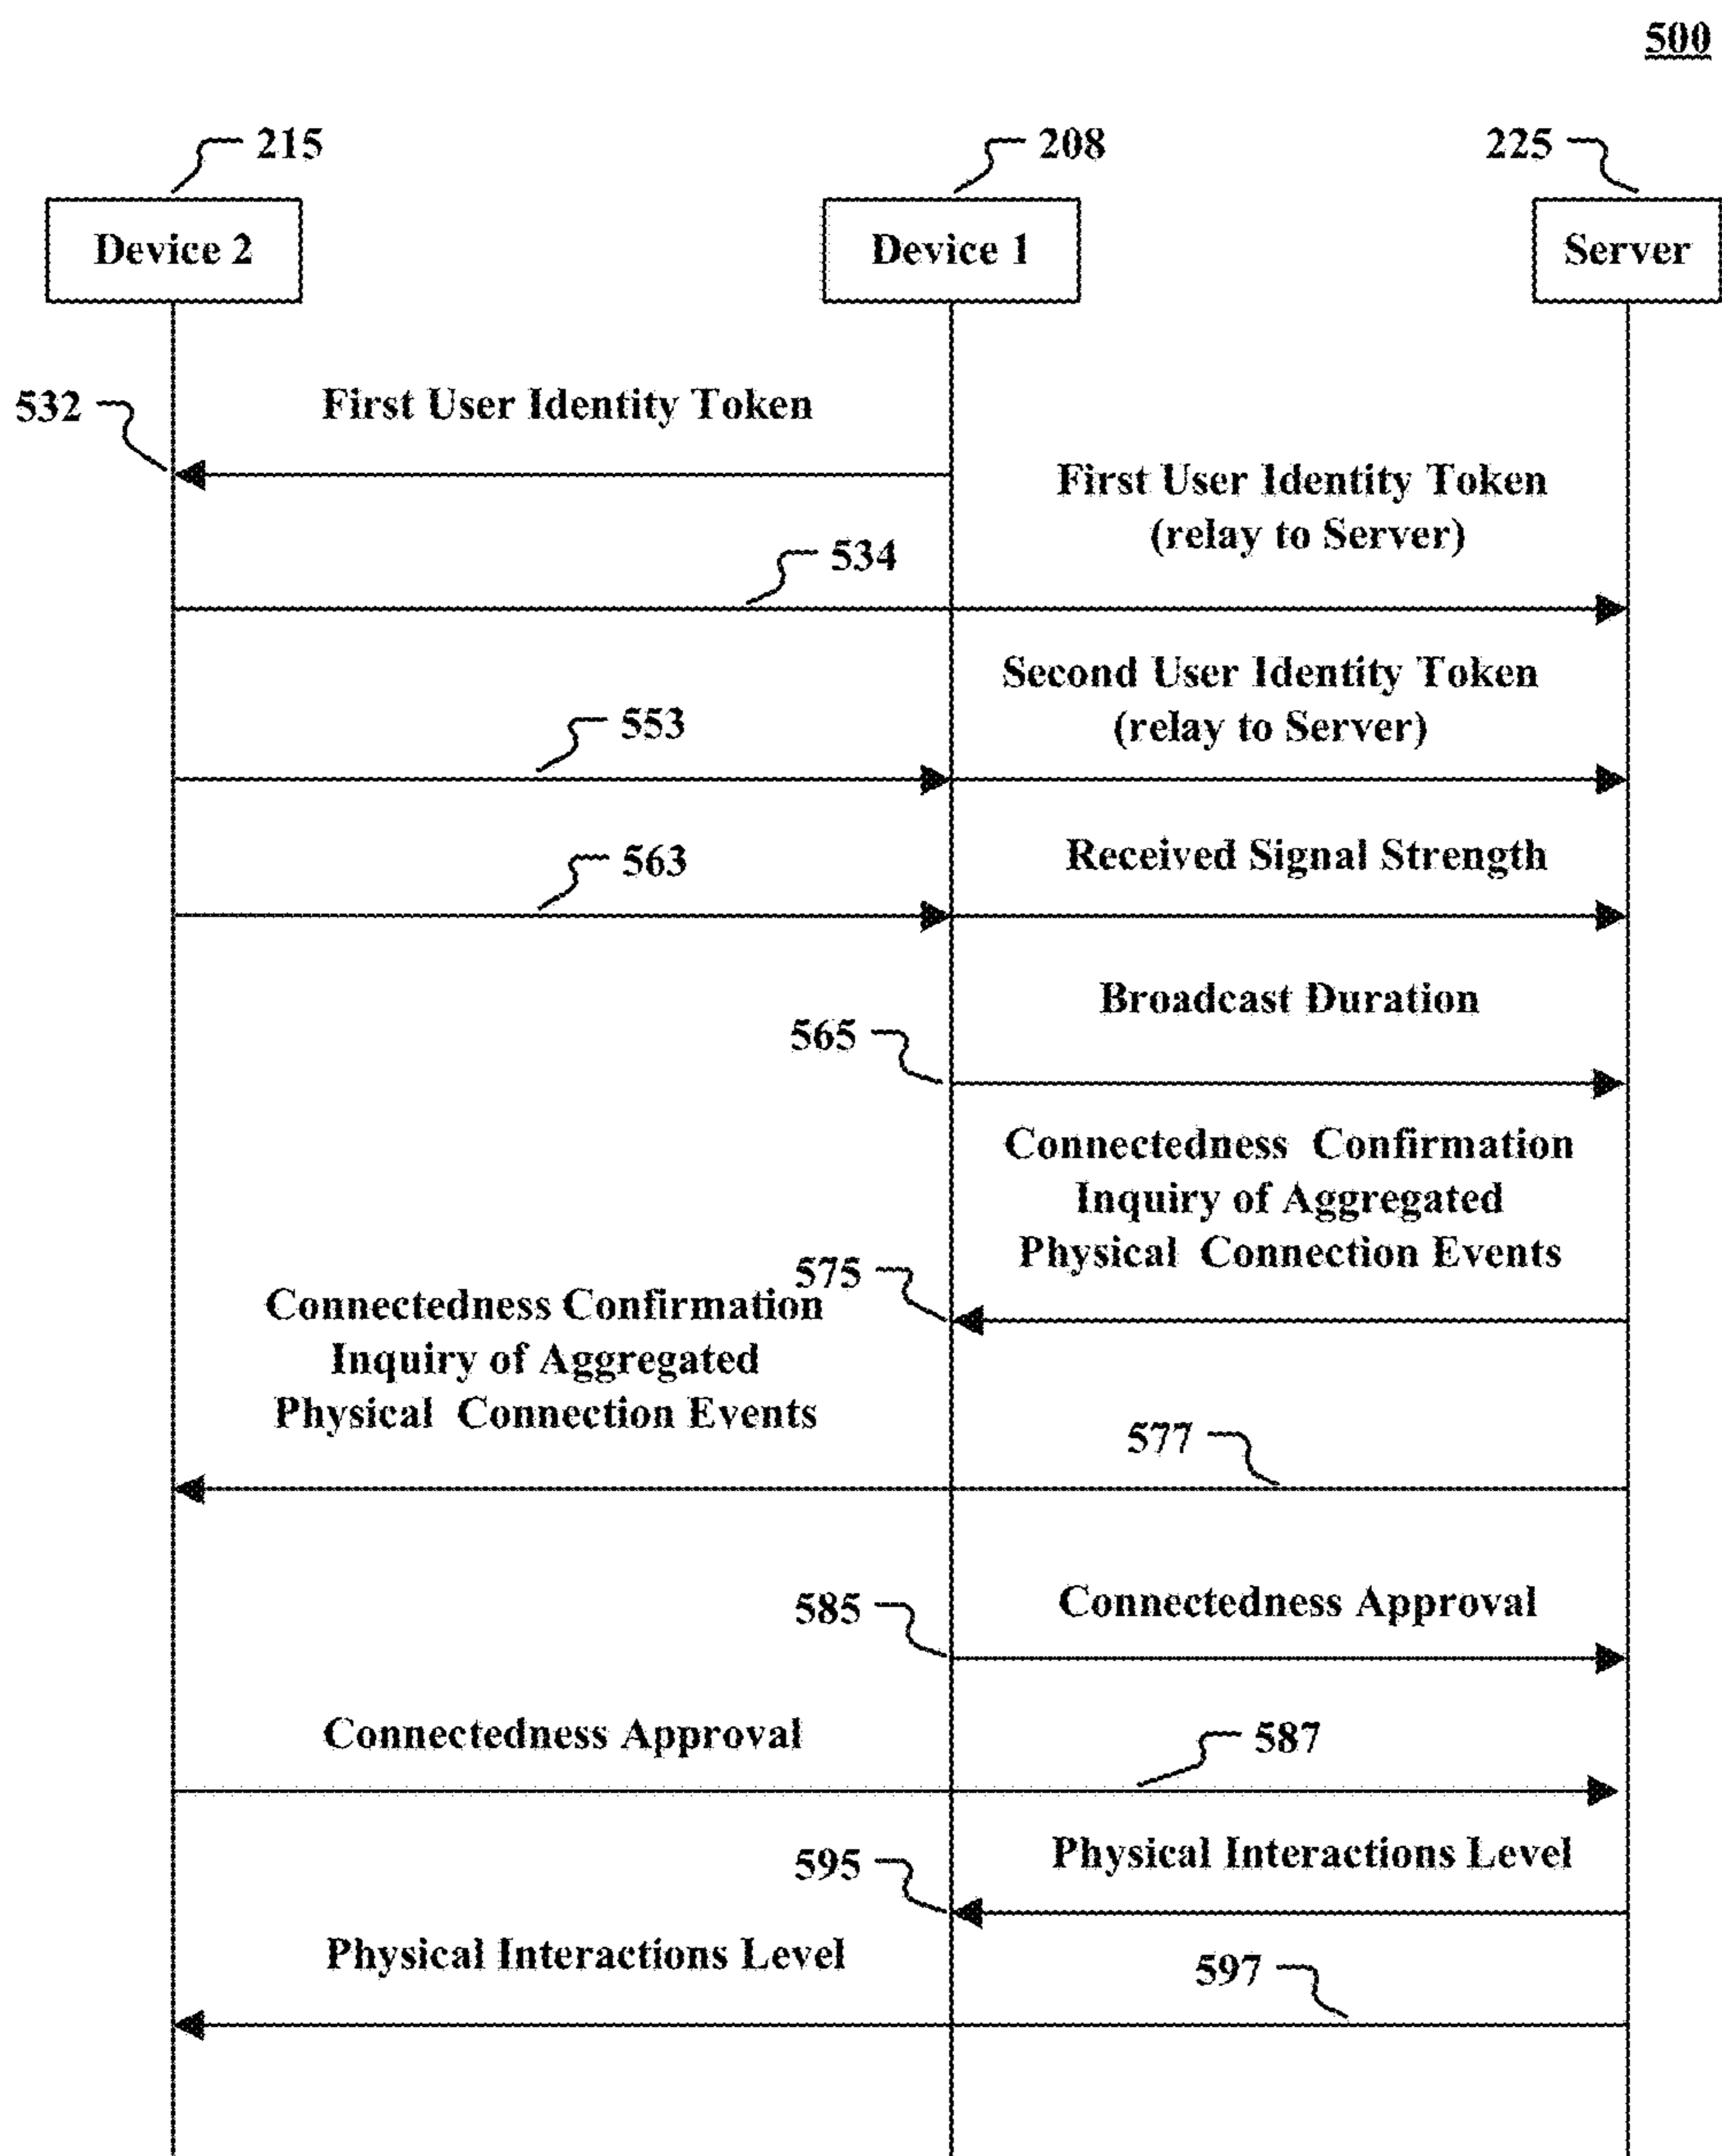 500
215
208
225
Device 2
Device 1
Server
532
First User Identity Token
First User Identity Token
(relay to Server)
534
Second User Identity Token
(relay to Server)
553
563
Received Signal Strength
Broadcast Duration
565
Connectedness Confirmation
Inquiry of Aggregated
Physical Connection Events
575
Connectedness Confirmation
Inquiry of Aggregated
Physical Connection Events
577
585
Connectedness Approval
Connectedness Approval
587
Physical Interactions Level
595
Physical Interactions Level
597